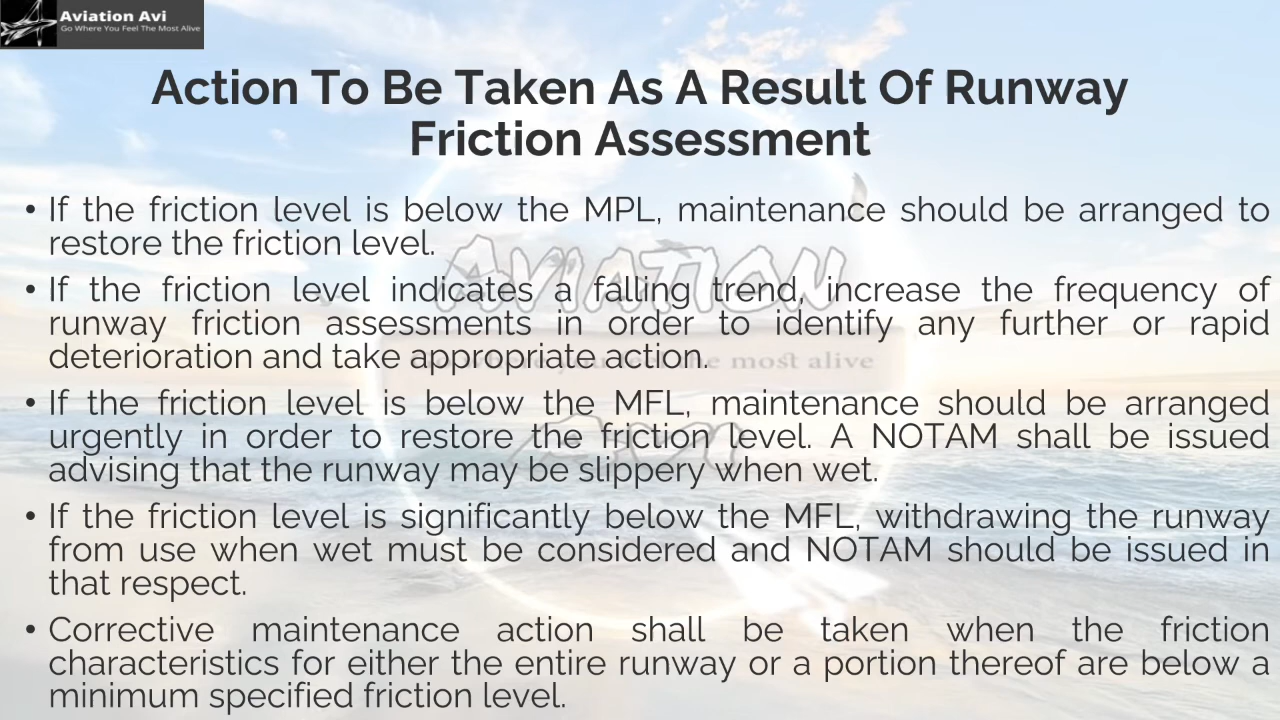 Aviation Avi
Go Where You Feel The Most Alive
Action To Be Taken As A Result Of Runway
Friction Assessment
• If the friction level is below the MPL, maintenance should be arranged to
restore the friction level.
• If the friction level indicates a falling trend, increase the frequency of
runway friction assessments in order to identify any further or rapid
deterioration and take appropriate action.
• If the friction level is below the MFL, maintenance should be arranged
urgently in order to restore the friction level. A NOTAM shall be issued
advising that the runway may be slippery when wet.
• If the friction level is significantly below the MFL, withdrawing the runway
from use when wet must be considered and NOTAM should be issued in
that respect.
• Corrective maintenance action shall be taken when the friction
characteristics for either the entire runway or a portion thereof are below a
minimum specified friction level.
AVIATION
the most alive
Avi